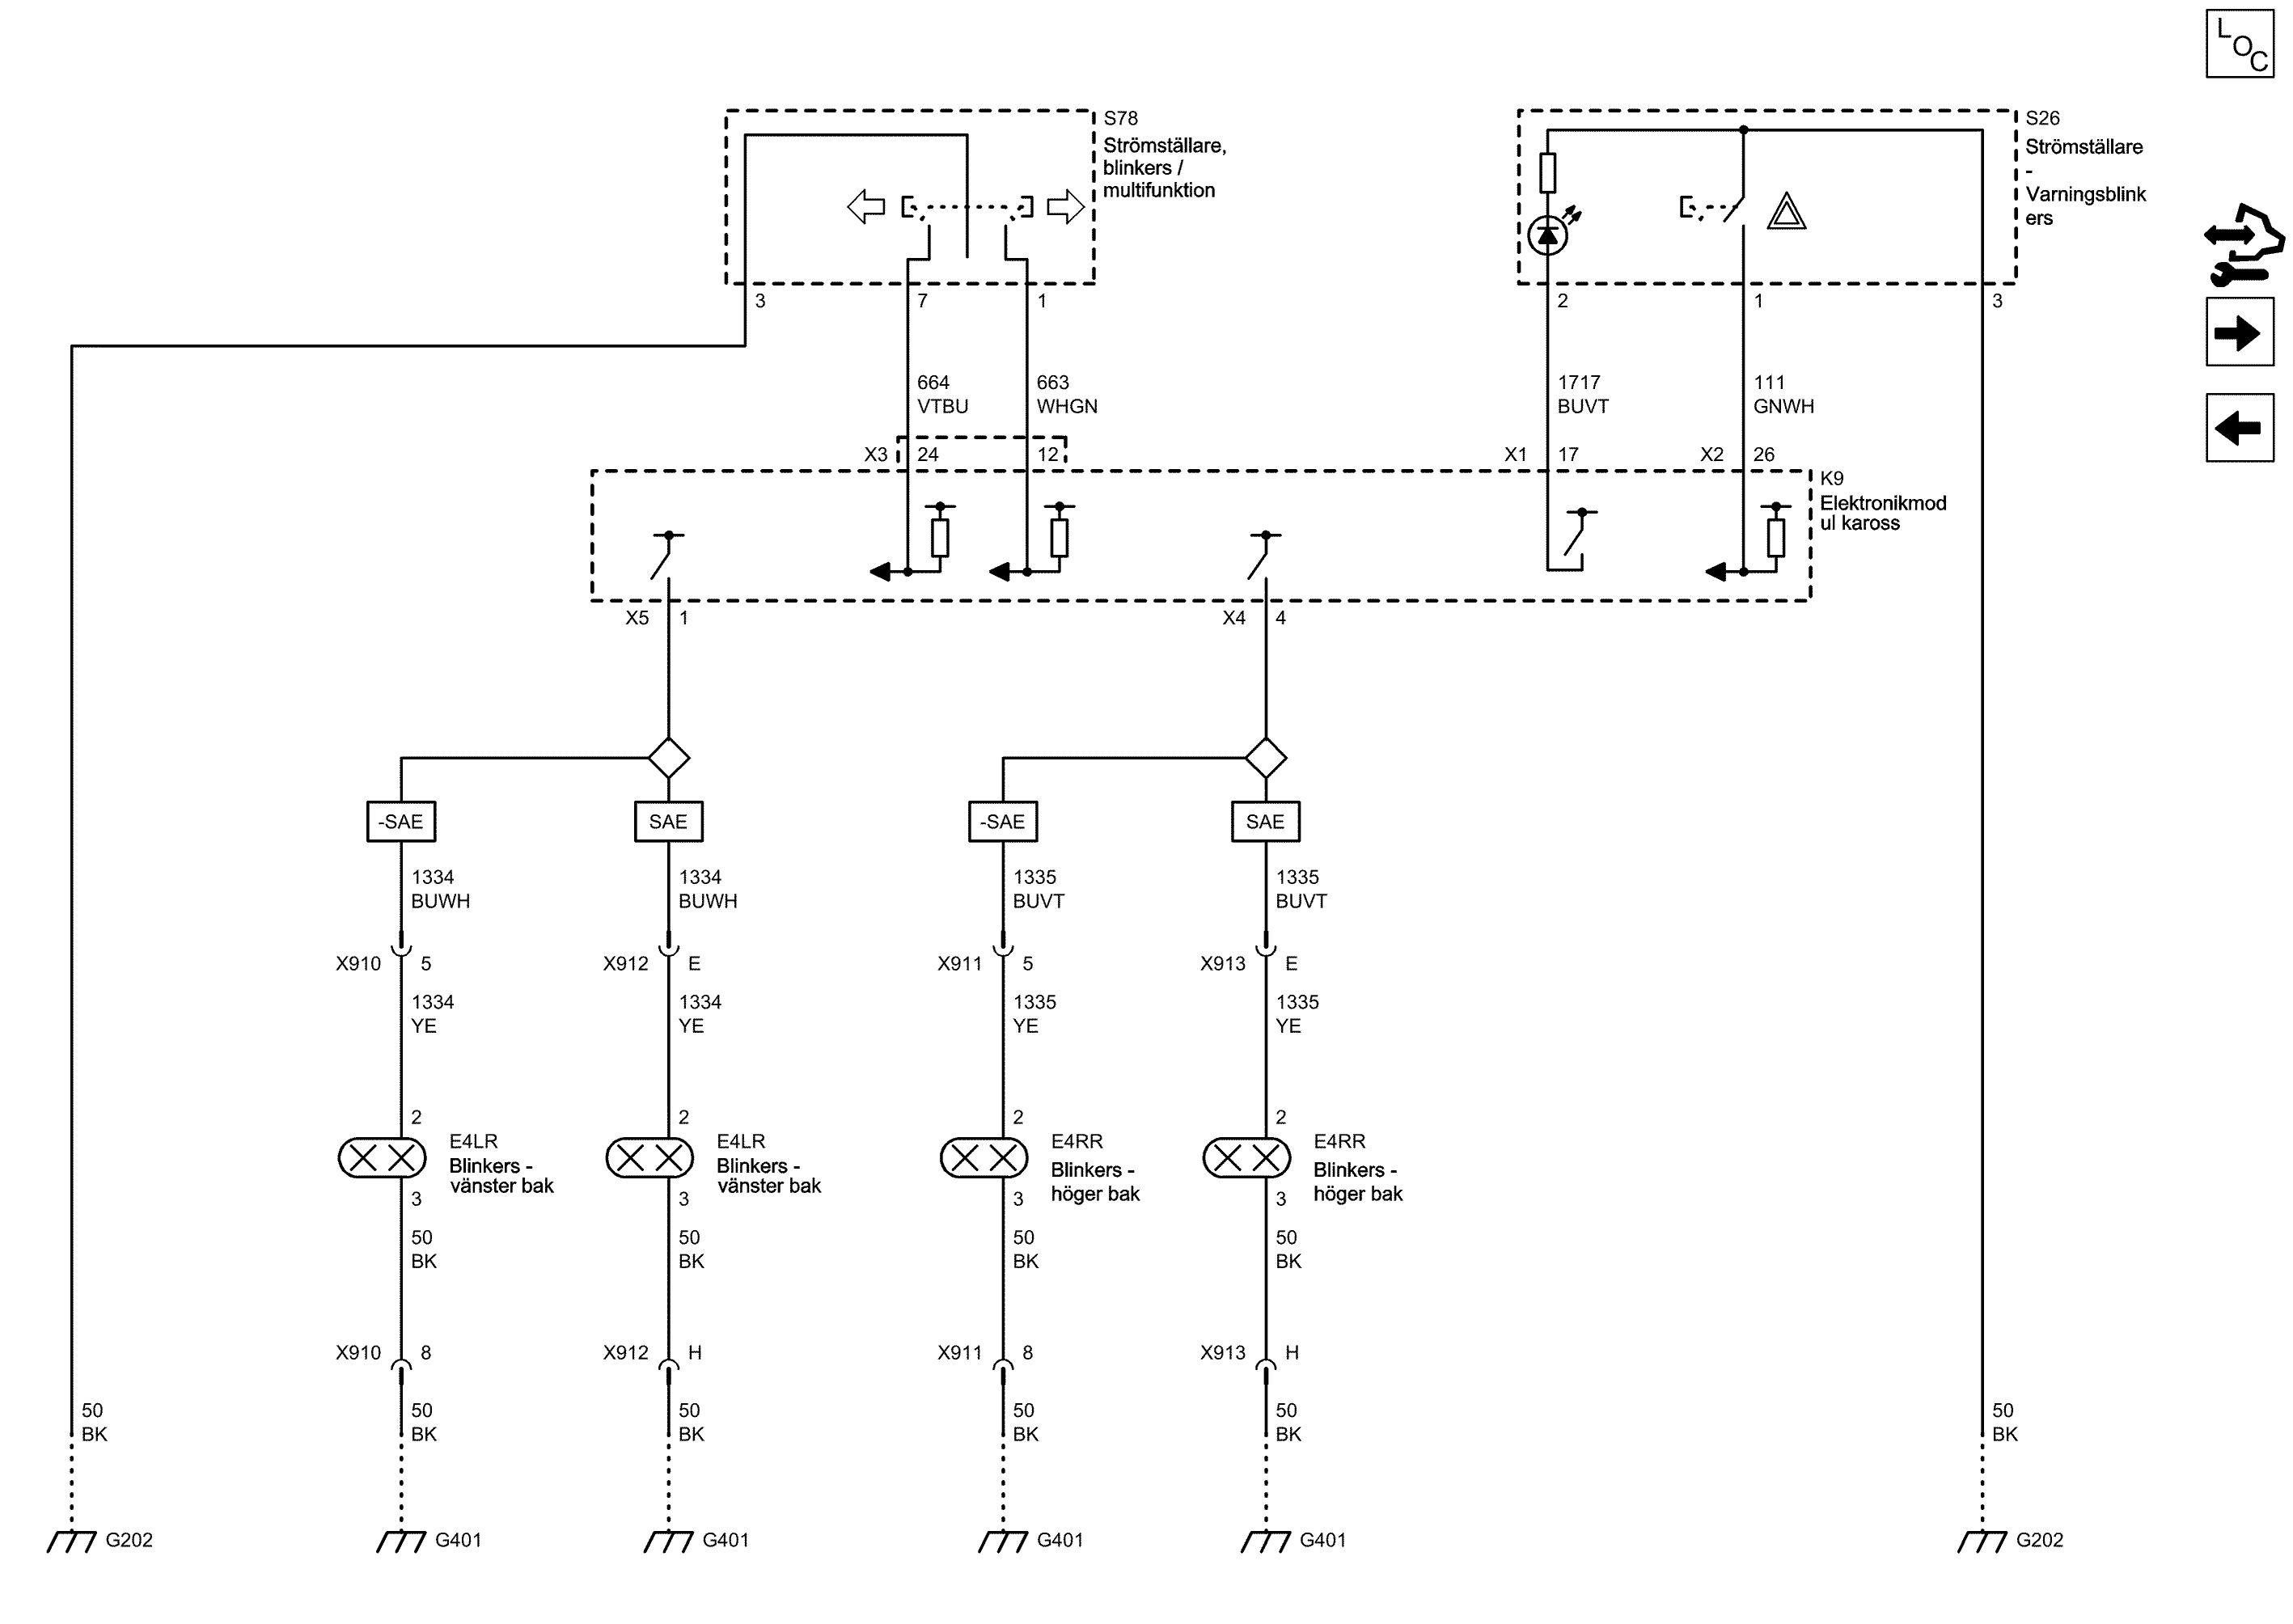 LOC
S78
Strömställare,
blinkers /
multifunktion
S26
Strömställare
-
Varningsblink
ers
3 7 1 2 1 3
664 663 1717 111
VTBU WHGN BUVT GNWH
X3 24 12 X1 17 X2 26
K9
Elektronikmod
ul kaross
X5 1 X4 4
-SAE SAE -SAE SAE
1334 1334 1335 1335
BUWH BUWH BUVT BUVT
X910 5 X912 E X911 5 X913 E
1334 1334 1335 1335
YE YE YE YE
2 2 2 2
E4LR E4LR E4RR E4RR
Blinkers - Blinkers - Blinkers - Blinkers -
vänster bak vänster bak höger bak höger bak
3 3 3 3
50 50 50 50
BK BK BK BK
X910 8 X912 H X911 8 X913 H
50 50 50 50 50 50
BK BK BK BK BK BK
G202 G401 G401 G401 G401 G202